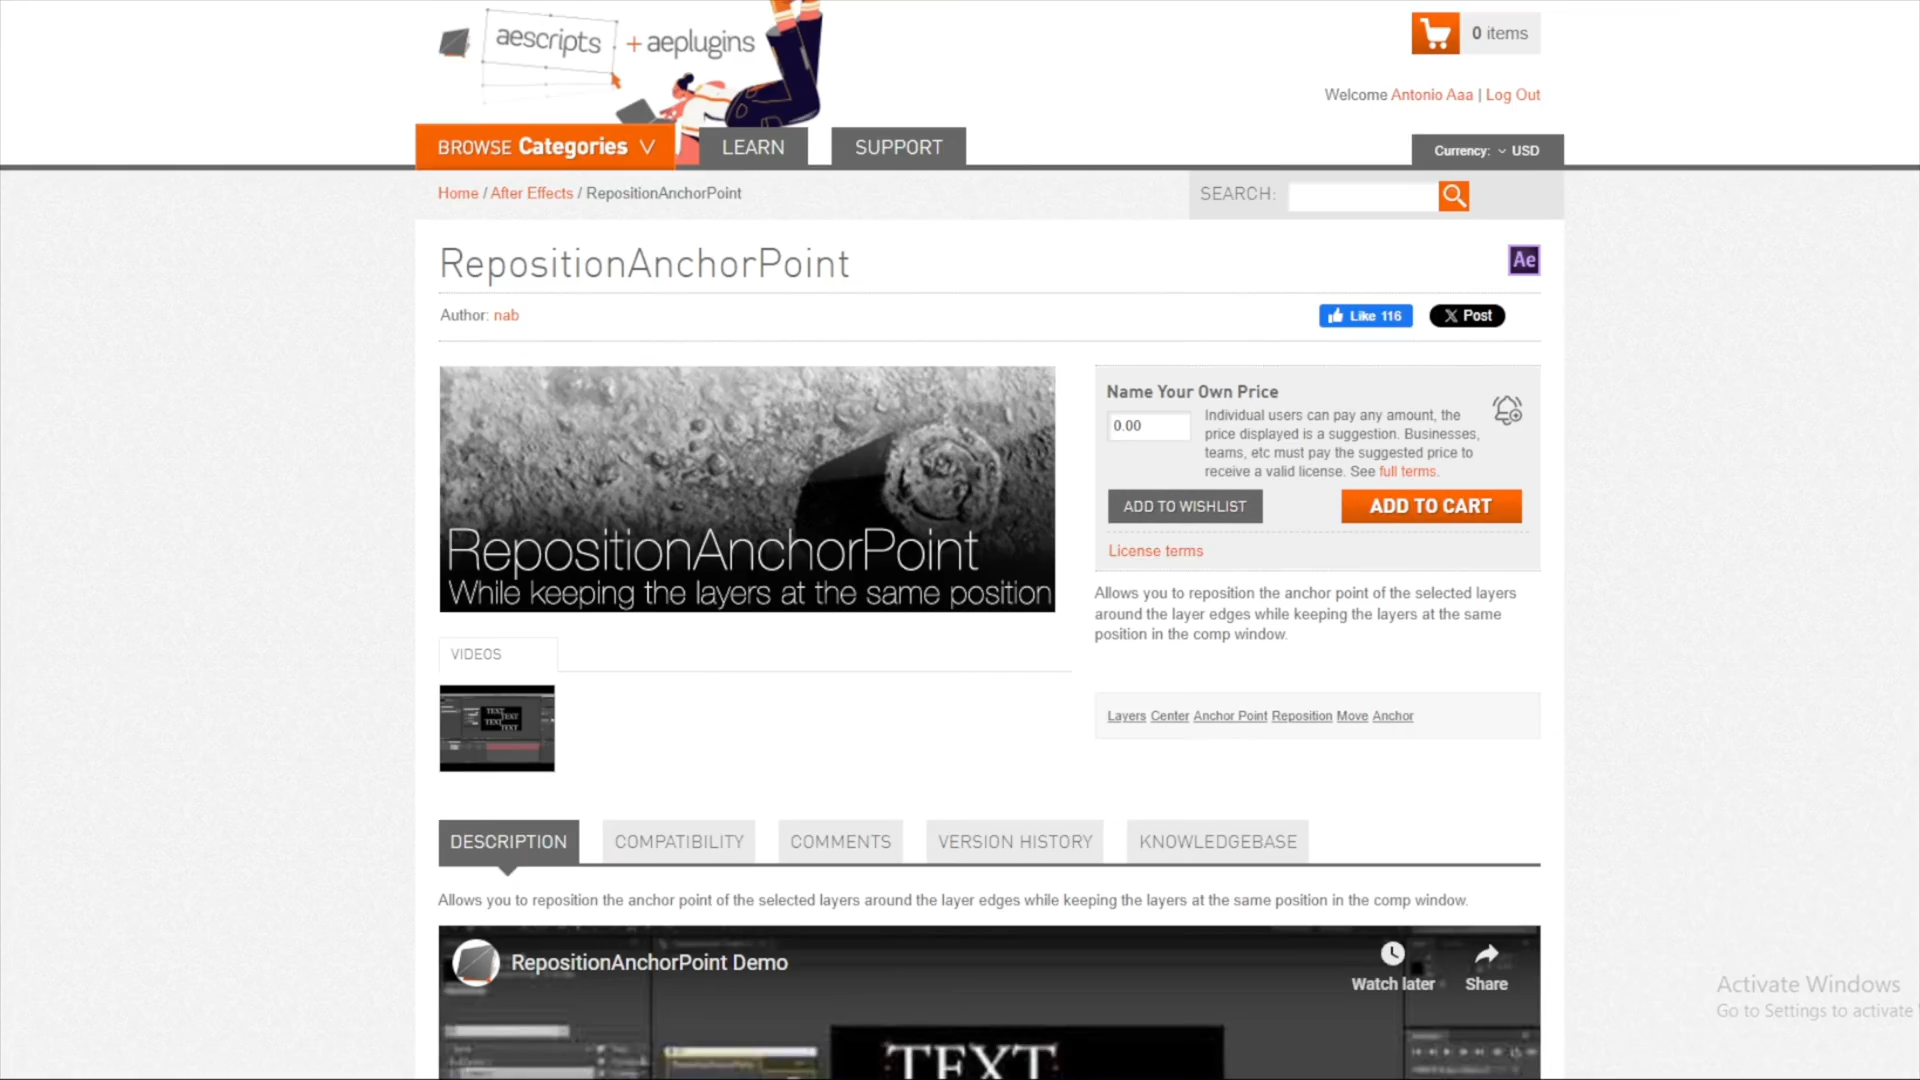 aescripts + aeplugins
0 items
Welcome Antonio Aaa | Log Out
BROWSE Categories
LEARN
SUPPORT
Currency: USD
Home / After Effects / RepositionAnchorPoint
SEARCH:
RepositionAnchorPoint
Ae
Author: nab
Like 116
X Post
RepositionAnchorPoint
While keeping the layers at the same position
Name Your Own Price
0.00
Individual users can pay any amount, the
price displayed is a suggestion. Businesses,
teams, etc must pay the suggested price to
receive a valid license. See full terms.
ADD TO WISHLIST
ADD TO CART
License terms
Allows you to reposition the anchor point of the selected layers
around the layer edges while keeping the layers at the same
position in the comp window.
VIDEOS
TEXT
TEXT
TEXT
TEXT
Layers Center Anchor Point Reposition Move Anchor
DESCRIPTION
COMPATIBILITY
COMMENTS
VERSION HISTORY
KNOWLEDGEBASE
Allows you to reposition the anchor point of the selected layers around the layer edges while keeping the layers at the same position in the comp window.
RepositionAnchorPoint Demo
Watch later
Share
TEXT
Activate Windows
Go to Settings to activate